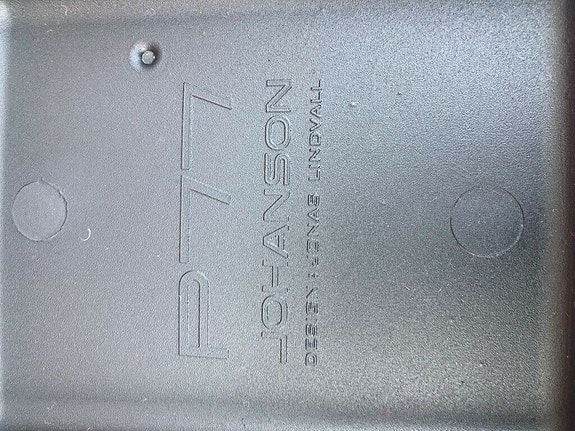 P77
JOHANSON
DESIGN : JONAS LINDVALL